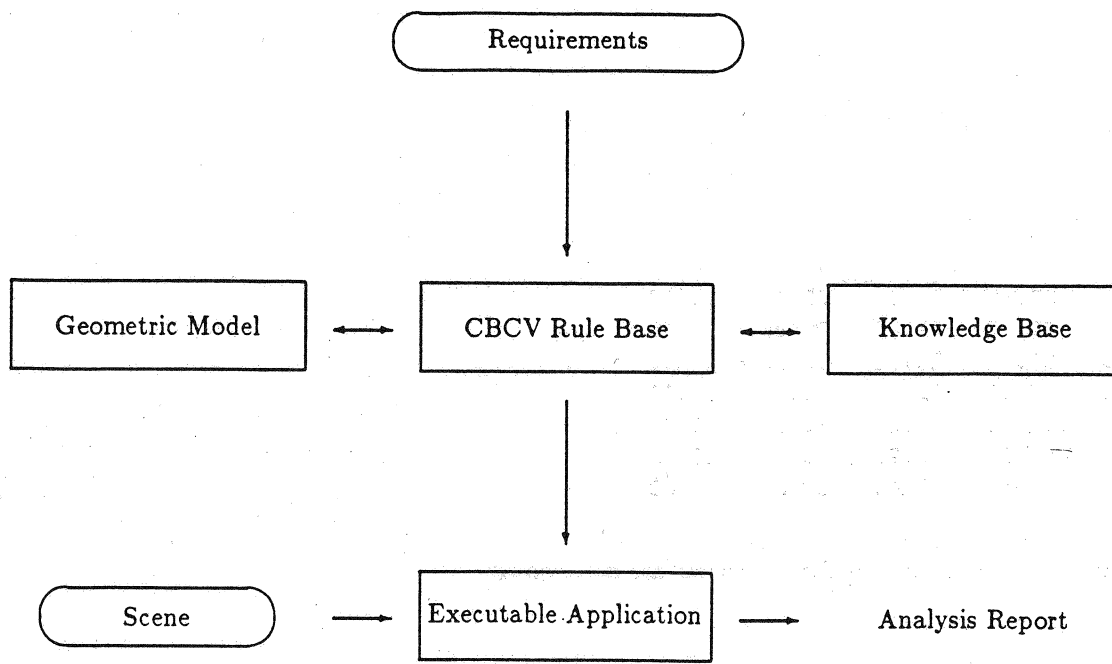 Requirements
Geometric Model
CBCV Rule Base
Knowledge Base
Scene
Executable Application
Analysis Report